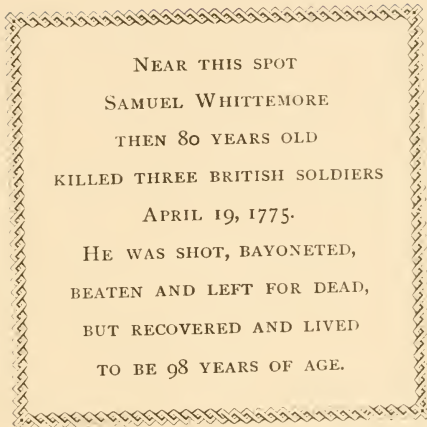 Near this spot
Samuel Whittemore
then 80 years old
killed three British soldiers
April 19, 1775.
He was shot, bayoneted,
beaten and left for dead,
but recovered and lived
to be 98 years of age.